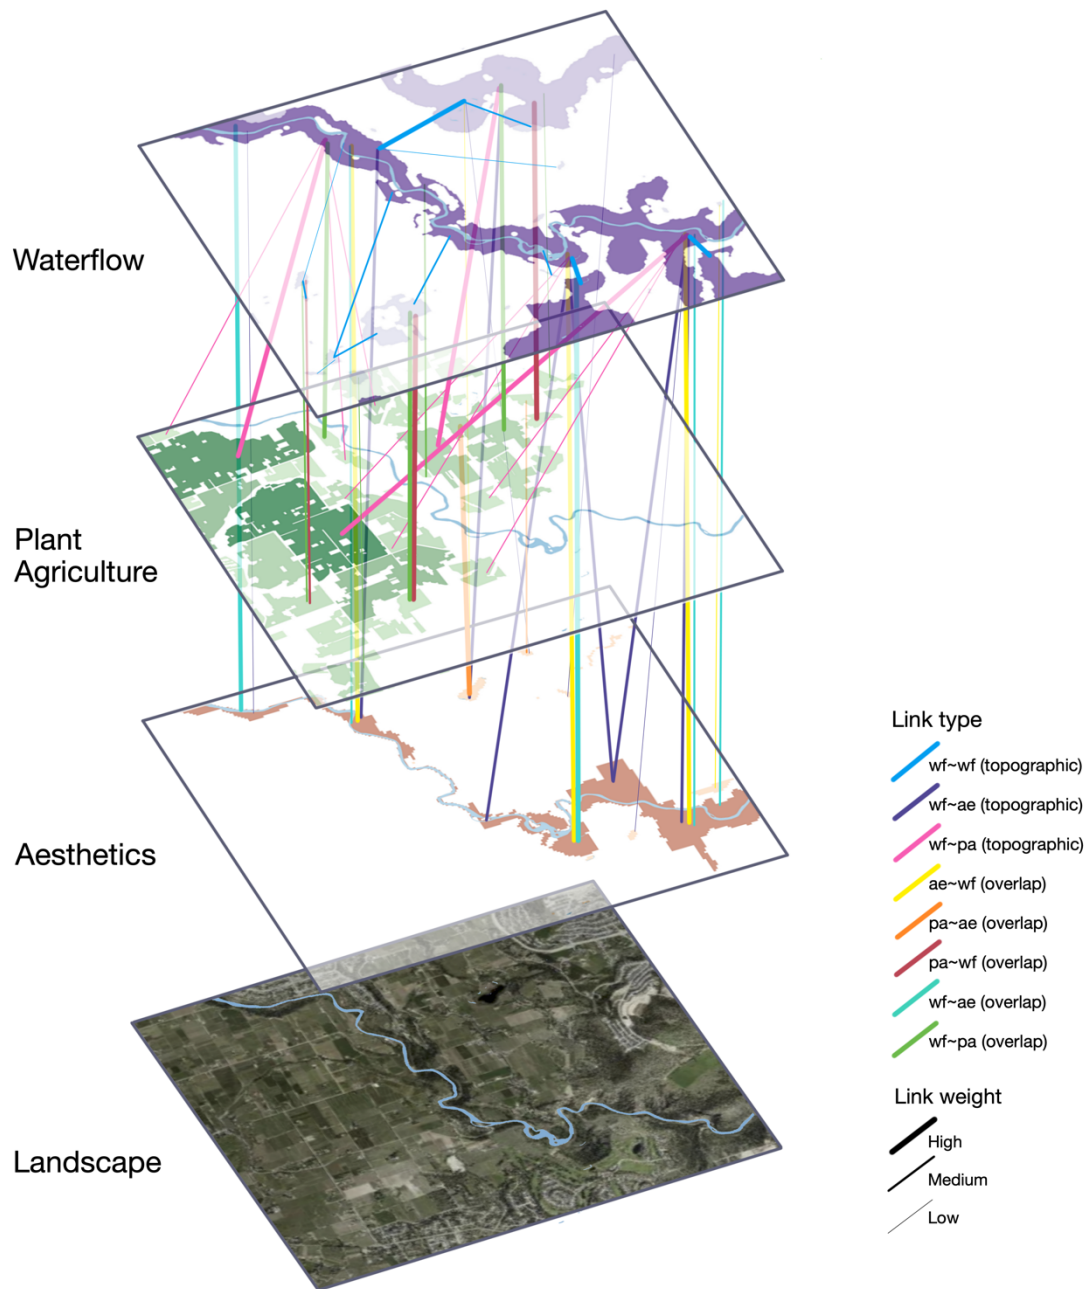 Waterflow
Plant
Agriculture
Aesthetics
Landscape
Link type
wf~wf (topographic)
wf~ae (topographic)
wf~pa (topographic)
ae~wf (overlap)
pa~ae (overlap)
pa~wf (overlap)
wf~ae (overlap)
wf~pa (overlap)
Link weight
High
Medium
Low